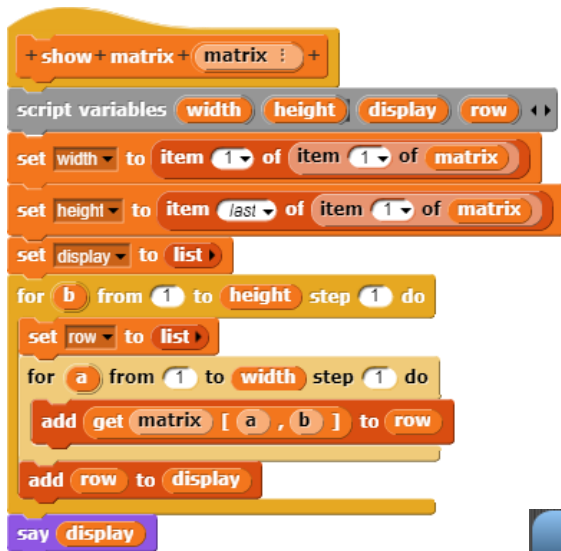 + show + matrix + matrix ⋮ +
script variables width height display row
set width to item 1 of item 1 of matrix
set height to item last of item 1 of matrix
set display to list
for b from 1 to height step 1 do
set row to list
for a from 1 to width step 1 do
add get matrix [ a , b ] to row
add row to display
say display